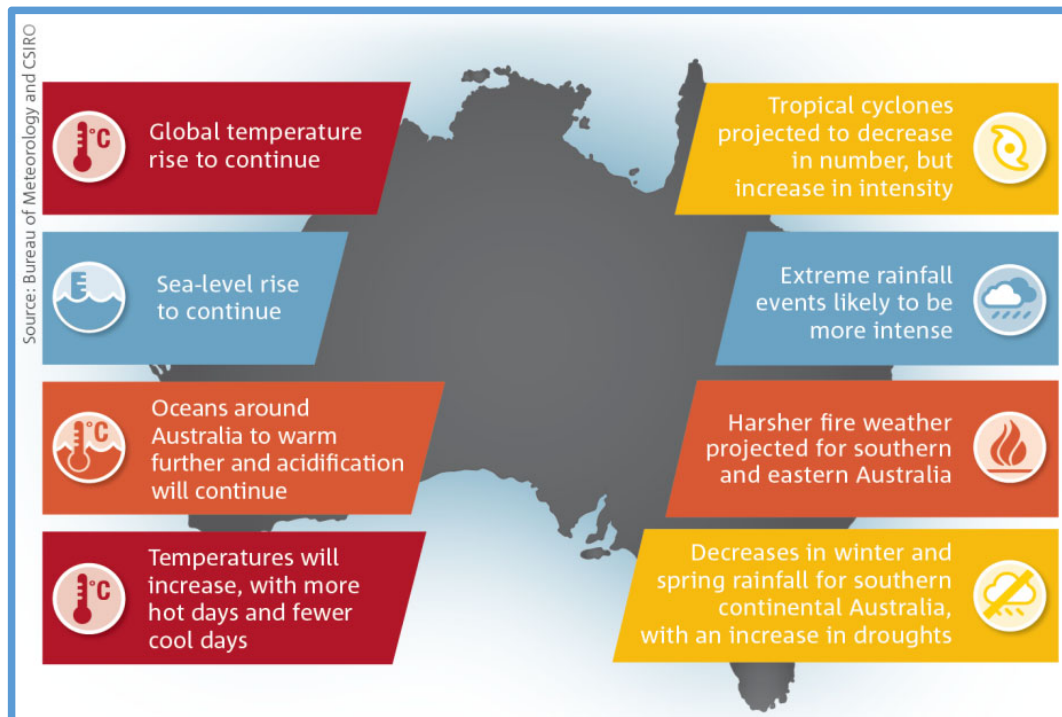 Source: Bureau of Meteorology and CSIRO
°C
Global temperature
rise to continue
Sea-level rise
to continue
°C
Oceans around
Australia to warm
further and acidification
will continue
°C
Temperatures will
increase, with more
hot days and fewer
cool days
Tropical cyclones
projected to decrease
in number, but
increase in intensity
Extreme rainfall
events likely to be
more intense
Harsher fire weather
projected for southern
and eastern Australia
Decreases in winter and
spring rainfall for southern
continental Australia,
with an increase in droughts